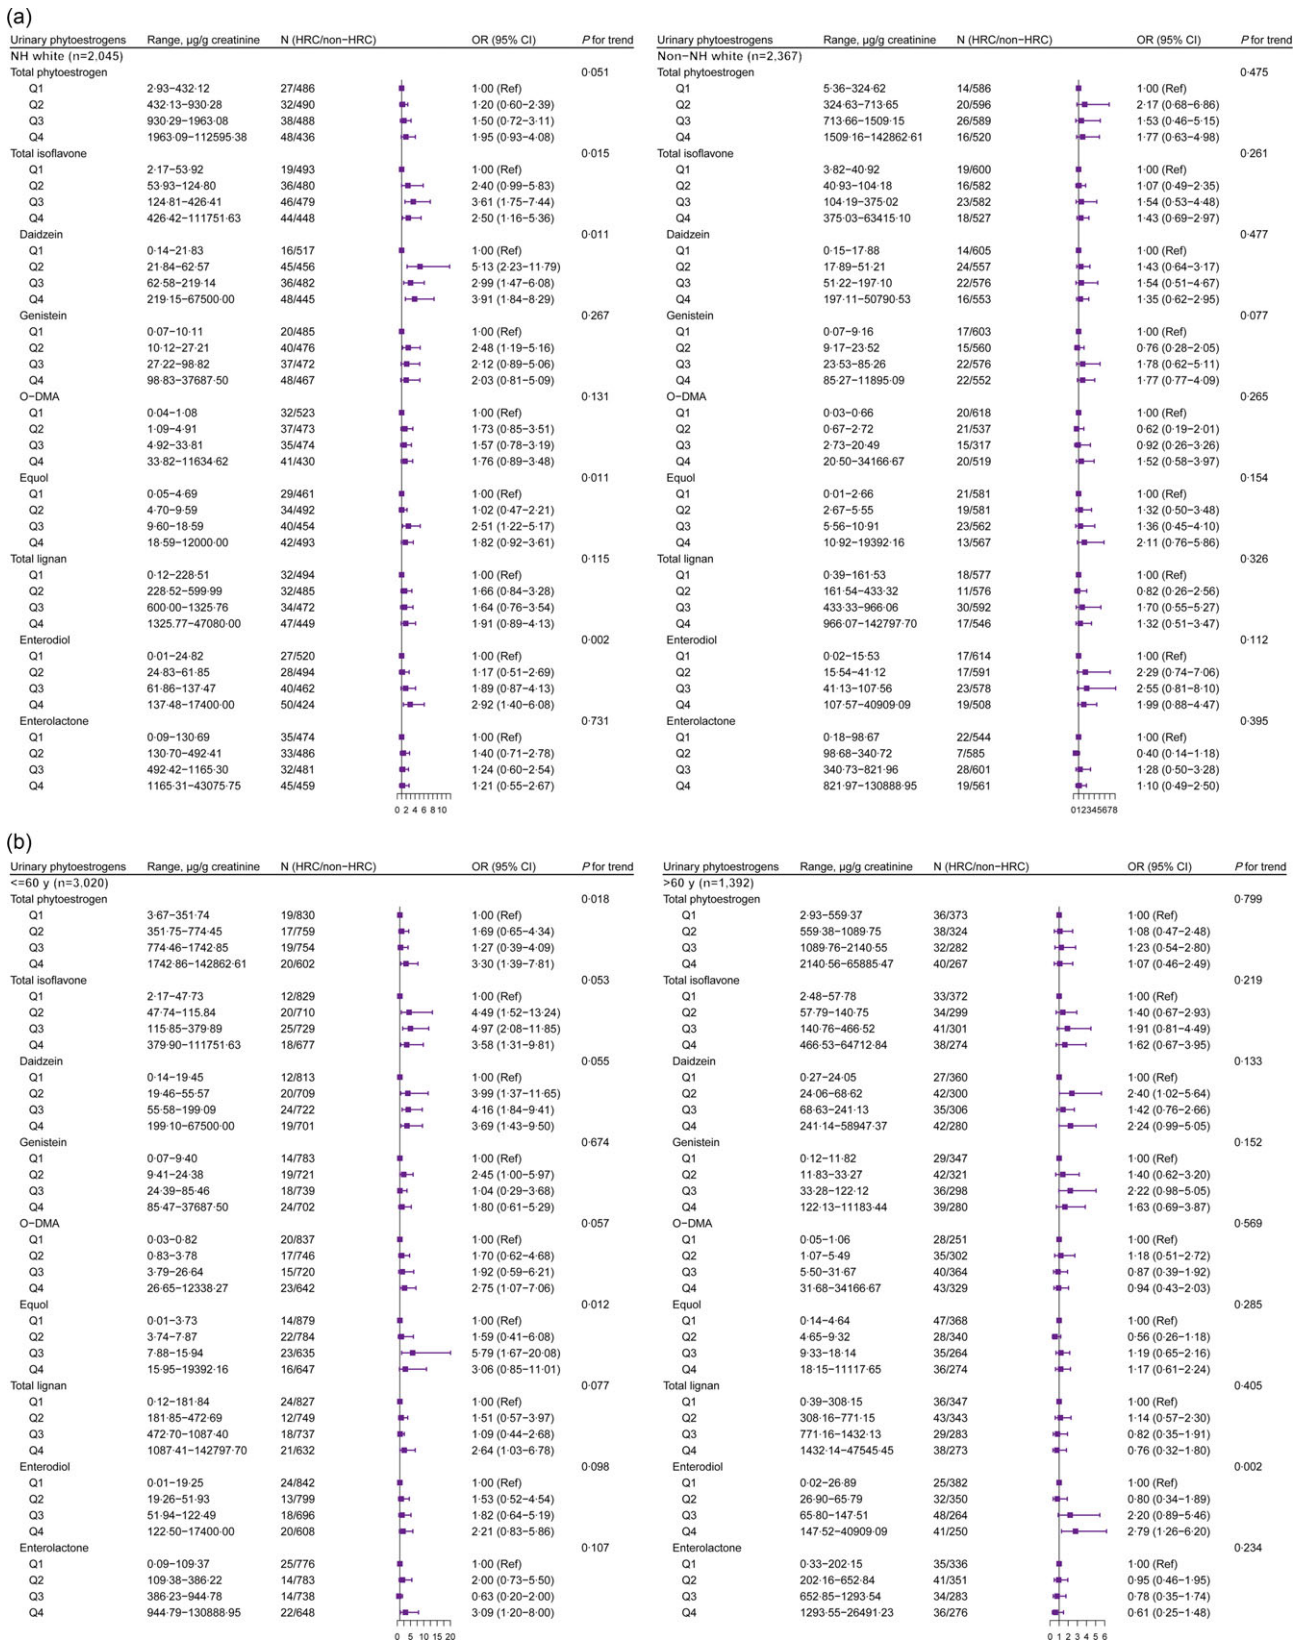 (a)
Urinary phytoestrogens Range, µg/g creatinine N (HRC/non−HRC) OR (95% CI) P for trend
NH white (n=2,045)
Total phytoestrogen 0·051
Q1 2·93−432·12 27/486 1·00 (Ref)
Q2 432·13−930·28 32/490 1·20 (0·60−2·39)
Q3 930·29−1963·08 38/488 1·50 (0·72−3·11)
Q4 1963·09−112595·38 48/436 1·95 (0·93−4·08)
Total isoflavone 0·015
Q1 2·17−53·92 19/493 1·00 (Ref)
Q2 53·93−124·80 36/480 2·40 (0·99−5·83)
Q3 124·81−426·41 46/479 3·61 (1·75−7·44)
Q4 426·42−111751·63 44/448 2·50 (1·16−5·36)
Daidzein 0·011
Q1 0·14−21·83 16/517 1·00 (Ref)
Q2 21·84−62·57 45/456 5·13 (2·23−11·79)
Q3 62·58−219·14 36/482 2·99 (1·47−6·08)
Q4 219·15−67500·00 48/445 3·91 (1·84−8·29)
Genistein 0·267
Q1 0·07−10·11 20/485 1·00 (Ref)
Q2 10·12−27·21 40/476 2·48 (1·19−5·16)
Q3 27·22−98·82 37/472 2·12 (0·89−5·06)
Q4 98·83−37687·50 48/467 2·03 (0·81−5·09)
O−DMA 0·131
Q1 0·04−1·08 32/523 1·00 (Ref)
Q2 1·09−4·91 37/473 1·73 (0·85−3·51)
Q3 4·92−33·81 35/474 1·57 (0·78−3·19)
Q4 33·82−11634·62 41/430 1·76 (0·89−3·48)
Equol 0·011
Q1 0·05−4·69 29/461 1·00 (Ref)
Q2 4·70−9·59 34/492 1·02 (0·47−2·21)
Q3 9·60−18·59 40/454 2·51 (1·22−5·17)
Q4 18·59−12000·00 42/493 1·82 (0·92−3·61)
Total lignan 0·115
Q1 0·12−228·51 32/494 1·00 (Ref)
Q2 228·52−599·99 32/485 1·66 (0·84−3·28)
Q3 600·00−1325·76 34/472 1·64 (0·76−3·54)
Q4 1325·77−47080·00 47/449 1·91 (0·89−4·13)
Enterodiol 0·002
Q1 0·01−24·82 27/520 1·00 (Ref)
Q2 24·83−61·85 28/494 1·17 (0·51−2·69)
Q3 61·86−137·47 40/462 1·89 (0·87−4·13)
Q4 137·48−17400·00 50/424 2·92 (1·40−6·08)
Enterolactone 0·731
Q1 0·09−130·69 35/474 1·00 (Ref)
Q2 130·70−492·41 33/486 1·40 (0·71−2·78)
Q3 492·42−1165·30 32/481 1·24 (0·60−2·54)
Q4 1165·31−43075·75 45/459 1·21 (0·55−2·67)
0 2 4 6 8 10
Urinary phytoestrogens Range, µg/g creatinine N (HRC/non−HRC) OR (95% CI) P for trend
Non−NH white (n=2,367)
Total phytoestrogen 0·475
Q1 5·36−324·62 14/586 1·00 (Ref)
Q2 324·63−713·65 20/596 2·17 (0·68−6·86)
Q3 713·66−1509·15 26/589 1·53 (0·46−5·15)
Q4 1509·16−142862·61 16/520 1·77 (0·63−4·98)
Total isoflavone 0·261
Q1 3·82−40·92 19/600 1·00 (Ref)
Q2 40·93−104·18 16/582 1·07 (0·49−2·35)
Q3 104·19−375·02 23/582 1·54 (0·53−4·48)
Q4 375·03−63415·10 18/527 1·43 (0·69−2·97)
Daidzein 0·477
Q1 0·15−17·88 14/605 1·00 (Ref)
Q2 17·89−51·21 24/557 1·43 (0·64−3·17)
Q3 51·22−197·10 22/576 1·54 (0·51−4·67)
Q4 197·11−50790·53 16/553 1·35 (0·62−2·95)
Genistein 0·077
Q1 0·07−9·16 17/603 1·00 (Ref)
Q2 9·17−23·52 15/560 0·76 (0·28−2·05)
Q3 23·53−85·26 22/576 1·78 (0·62−5·11)
Q4 85·27−11895·09 22/552 1·77 (0·77−4·09)
O−DMA 0·265
Q1 0·03−0·66 20/618 1·00 (Ref)
Q2 0·67−2·72 21/537 0·62 (0·19−2·01)
Q3 2·73−20·49 15/317 0·92 (0·26−3·26)
Q4 20·50−34166·67 20/519 1·52 (0·58−3·97)
Equol 0·154
Q1 0·01−2·66 21/581 1·00 (Ref)
Q2 2·67−5·55 19/581 1·32 (0·50−3·48)
Q3 5·56−10·91 23/562 1·36 (0·45−4·10)
Q4 10·92−19392·16 13/567 2·11 (0·76−5·86)
Total lignan 0·326
Q1 0·39−161·53 18/577 1·00 (Ref)
Q2 161·54−433·32 11/576 0·82 (0·26−2·56)
Q3 433·33−966·06 30/592 1·70 (0·55−5·27)
Q4 966·07−142797·70 17/546 1·32 (0·51−3·47)
Enterodiol 0·112
Q1 0·02−15·53 17/614 1·00 (Ref)
Q2 15·54−41·12 17/591 2·29 (0·74−7·06)
Q3 41·13−107·56 23/578 2·55 (0·81−8·10)
Q4 107·57−40909·09 19/508 1·99 (0·88−4·47)
Enterolactone 0·395
Q1 0·18−98·67 22/544 1·00 (Ref)
Q2 98·68−340·72 7/585 0·40 (0·14−1·18)
Q3 340·73−821·96 28/601 1·28 (0·50−3·28)
Q4 821·97−130888·95 19/561 1·10 (0·49−2·50)
012345678
(b)
Urinary phytoestrogens Range, µg/g creatinine N (HRC/non−HRC) OR (95% CI) P for trend
<=60 y (n=3,020)
Total phytoestrogen 0·018
Q1 3·67−351·74 19/830 1·00 (Ref)
Q2 351·75−774·45 17/759 1·69 (0·65−4·34)
Q3 774·46−1742·85 19/754 1·27 (0·39−4·09)
Q4 1742·86−142862·61 20/602 3·30 (1·39−7·81)
Total isoflavone 0·053
Q1 2·17−47·73 12/829 1·00 (Ref)
Q2 47·74−115·84 20/710 4·49 (1·52−13·24)
Q3 115·85−379·89 25/729 4·97 (2·08−11·85)
Q4 379·90−111751·63 18/677 3·58 (1·31−9·81)
Daidzein 0·055
Q1 0·14−19·45 12/813 1·00 (Ref)
Q2 19·46−55·57 20/709 3·99 (1·37−11·65)
Q3 55·58−199·09 24/722 4·16 (1·84−9·41)
Q4 199·10−67500·00 19/701 3·69 (1·43−9·50)
Genistein 0·674
Q1 0·07−9·40 14/783 1·00 (Ref)
Q2 9·41−24·38 19/721 2·45 (1·00−5·97)
Q3 24·39−85·46 18/739 1·04 (0·29−3·68)
Q4 85·47−37687·50 24/702 1·80 (0·61−5·29)
O−DMA 0·057
Q1 0·03−0·82 20/837 1·00 (Ref)
Q2 0·83−3·78 17/746 1·70 (0·62−4·68)
Q3 3·79−26·64 15/720 1·92 (0·59−6·21)
Q4 26·65−12338·27 23/642 2·75 (1·07−7·06)
Equol 0·012
Q1 0·01−3·73 14/879 1·00 (Ref)
Q2 3·74−7·87 22/784 1·59 (0·41−6·08)
Q3 7·88−15·94 23/635 5·79 (1·67−20·08)
Q4 15·95−19392·16 16/647 3·06 (0·85−11·01)
Total lignan 0·077
Q1 0·12−181·84 24/827 1·00 (Ref)
Q2 181·85−472·69 12/749 1·51 (0·57−3·97)
Q3 472·70−1087·40 18/737 1·09 (0·44−2·68)
Q4 1087·41−142797·70 21/632 2·64 (1·03−6·78)
Enterodiol 0·098
Q1 0·01−19·25 24/842 1·00 (Ref)
Q2 19·26−51·93 13/799 1·53 (0·52−4·54)
Q3 51·94−122·49 18/696 1·82 (0·64−5·19)
Q4 122·50−17400·00 20/608 2·21 (0·83−5·86)
Enterolactone 0·107
Q1 0·09−109·37 25/776 1·00 (Ref)
Q2 109·38−386·22 14/783 2·00 (0·73−5·50)
Q3 386·23−944·78 14/738 0·63 (0·20−2·00)
Q4 944·79−130888·95 22/648 3·09 (1·20−8·00)
0 5 10 15 20
Urinary phytoestrogens Range, µg/g creatinine N (HRC/non−HRC) OR (95% CI) P for trend
>60 y (n=1,392)
Total phytoestrogen 0·799
Q1 2·93−559·37 36/373 1·00 (Ref)
Q2 559·38−1089·75 38/324 1·08 (0·47−2·48)
Q3 1089·76−2140·55 32/282 1·23 (0·54−2·80)
Q4 2140·56−65885·47 40/267 1·07 (0·46−2·49)
Total isoflavone 0·219
Q1 2·48−57·78 33/372 1·00 (Ref)
Q2 57·79−140·75 34/299 1·40 (0·67−2·93)
Q3 140·76−466·52 41/301 1·91 (0·81−4·49)
Q4 466·53−64712·84 38/274 1·62 (0·67−3·95)
Daidzein 0·133
Q1 0·27−24·05 27/360 1·00 (Ref)
Q2 24·06−68·62 42/300 2·40 (1·02−5·64)
Q3 68·63−241·13 35/306 1·42 (0·76−2·66)
Q4 241·14−58947·37 42/280 2·24 (0·99−5·05)
Genistein 0·152
Q1 0·12−11·82 29/347 1·00 (Ref)
Q2 11·83−33·27 42/321 1·40 (0·62−3·20)
Q3 33·28−122·12 36/298 2·22 (0·98−5·05)
Q4 122·13−11183·44 39/280 1·63 (0·69−3·87)
O−DMA 0·569
Q1 0·05−1·06 28/251 1·00 (Ref)
Q2 1·07−5·49 35/302 1·18 (0·51−2·72)
Q3 5·50−31·67 40/364 0·87 (0·39−1·92)
Q4 31·68−34166·67 43/329 0·94 (0·43−2·03)
Equol 0·285
Q1 0·14−4·64 47/368 1·00 (Ref)
Q2 4·65−9·32 28/340 0·56 (0·26−1·18)
Q3 9·33−18·14 35/264 1·19 (0·65−2·16)
Q4 18·15−11117·65 36/274 1·17 (0·61−2·24)
Total lignan 0·405
Q1 0·39−308·15 36/347 1·00 (Ref)
Q2 308·16−771·15 43/343 1·14 (0·57−2·30)
Q3 771·16−1432·13 29/283 0·82 (0·35−1·91)
Q4 1432·14−47545·45 38/273 0·76 (0·32−1·80)
Enterodiol 0·002
Q1 0·02−26·89 25/382 1·00 (Ref)
Q2 26·90−65·79 32/350 0·80 (0·34−1·89)
Q3 65·80−147·51 48/264 2·20 (0·89−5·46)
Q4 147·52−40909·09 41/250 2·79 (1·26−6·20)
Enterolactone 0·234
Q1 0·33−202·15 35/336 1·00 (Ref)
Q2 202·16−652·84 41/351 0·95 (0·46−1·95)
Q3 652·85−1293·54 34/283 0·78 (0·35−1·74)
Q4 1293·55−26491·23 36/276 0·61 (0·25−1·48)
0 1 2 3 4 5 6